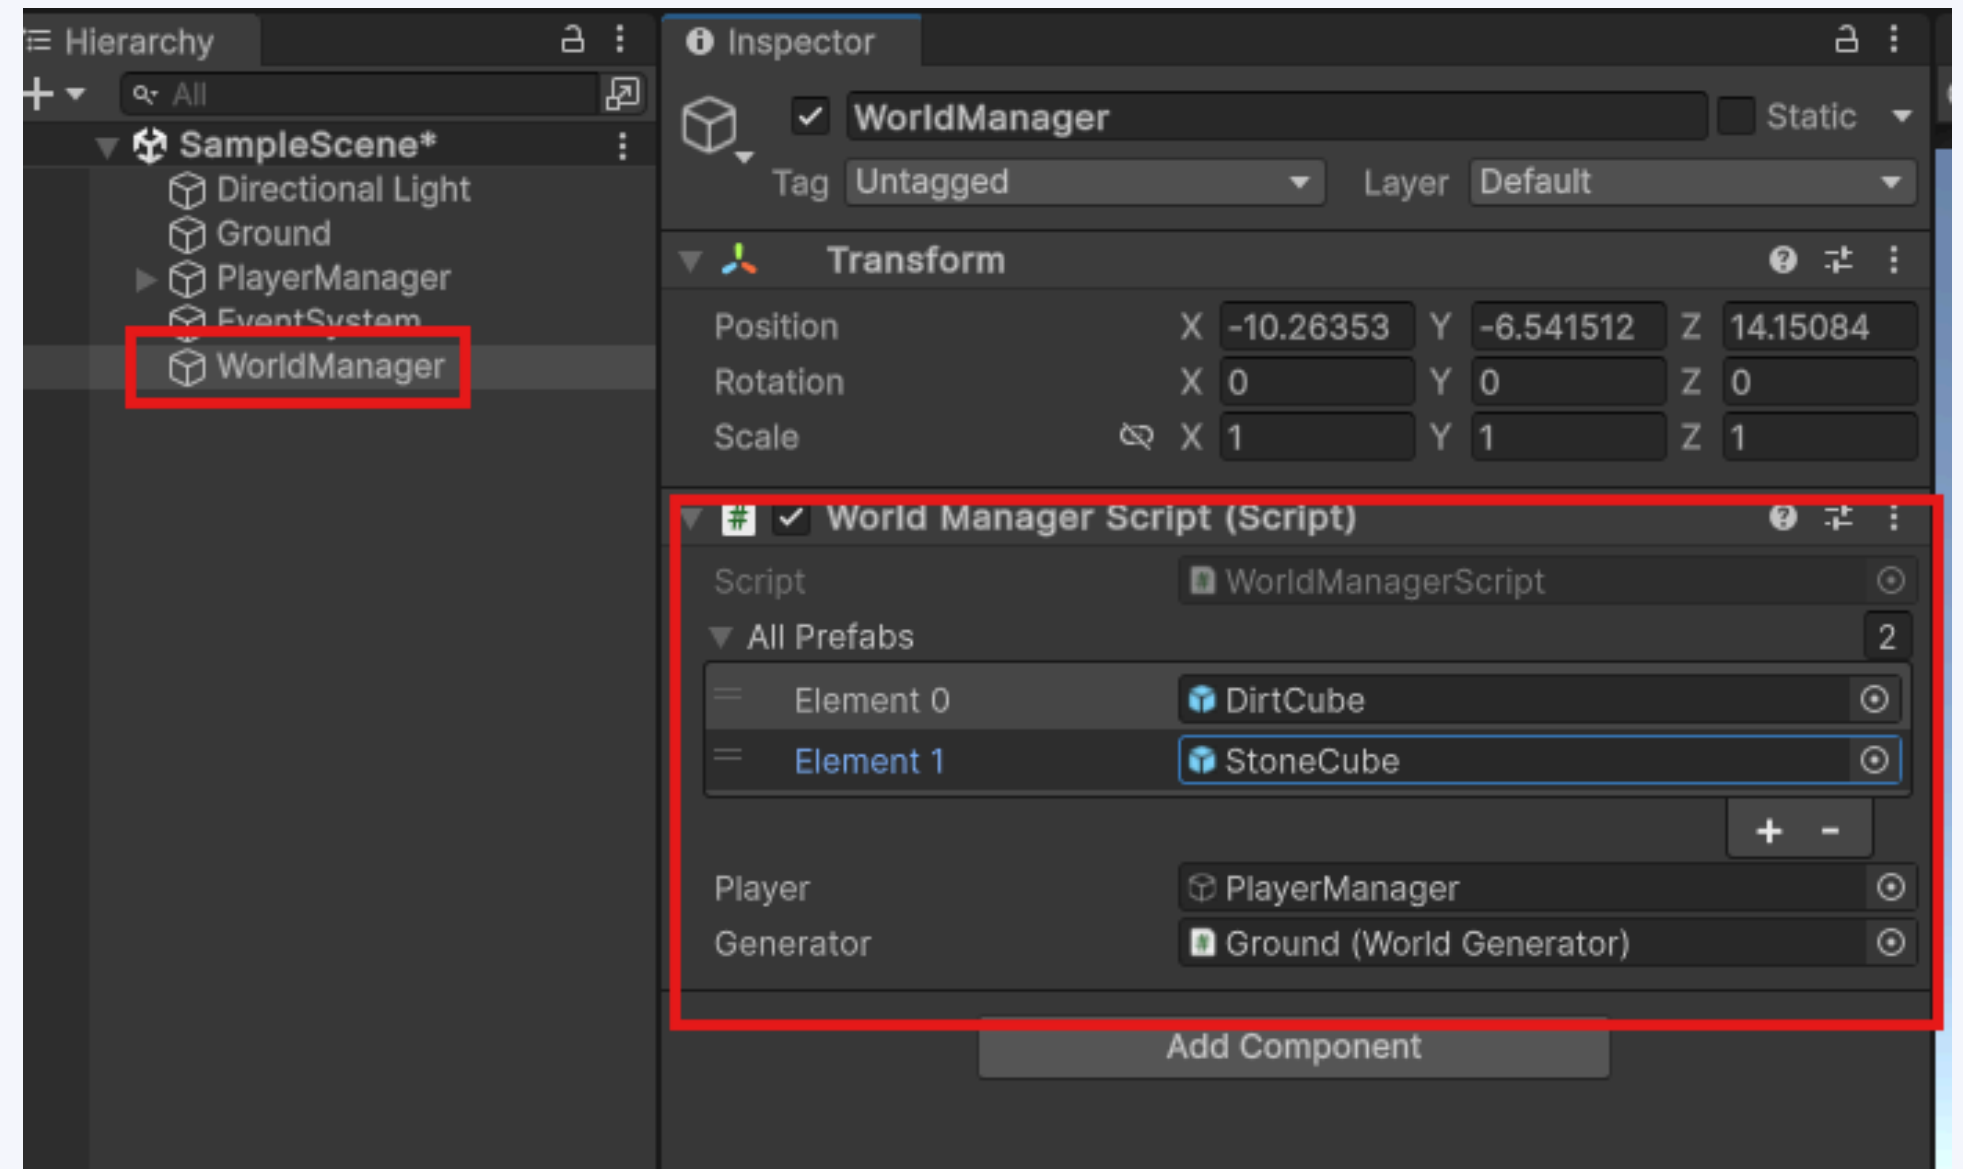 Hierarchy
All
SampleScene*
Directional Light
Ground
PlayerManager
EventSystem
WorldManager
Inspector
WorldManager
Static
Tag Untagged Layer Default
Transform
Position X -10.26353 Y -6.541512 Z 14.15084
Rotation X 0 Y 0 Z 0
Scale X 1 Y 1 Z 1
# World Manager Script (Script)
Script # WorldManagerScript
All Prefabs 2
Element 0 DirtCube
Element 1 StoneCube
+ -
Player PlayerManager
Generator # Ground (World Generator)
Add Component